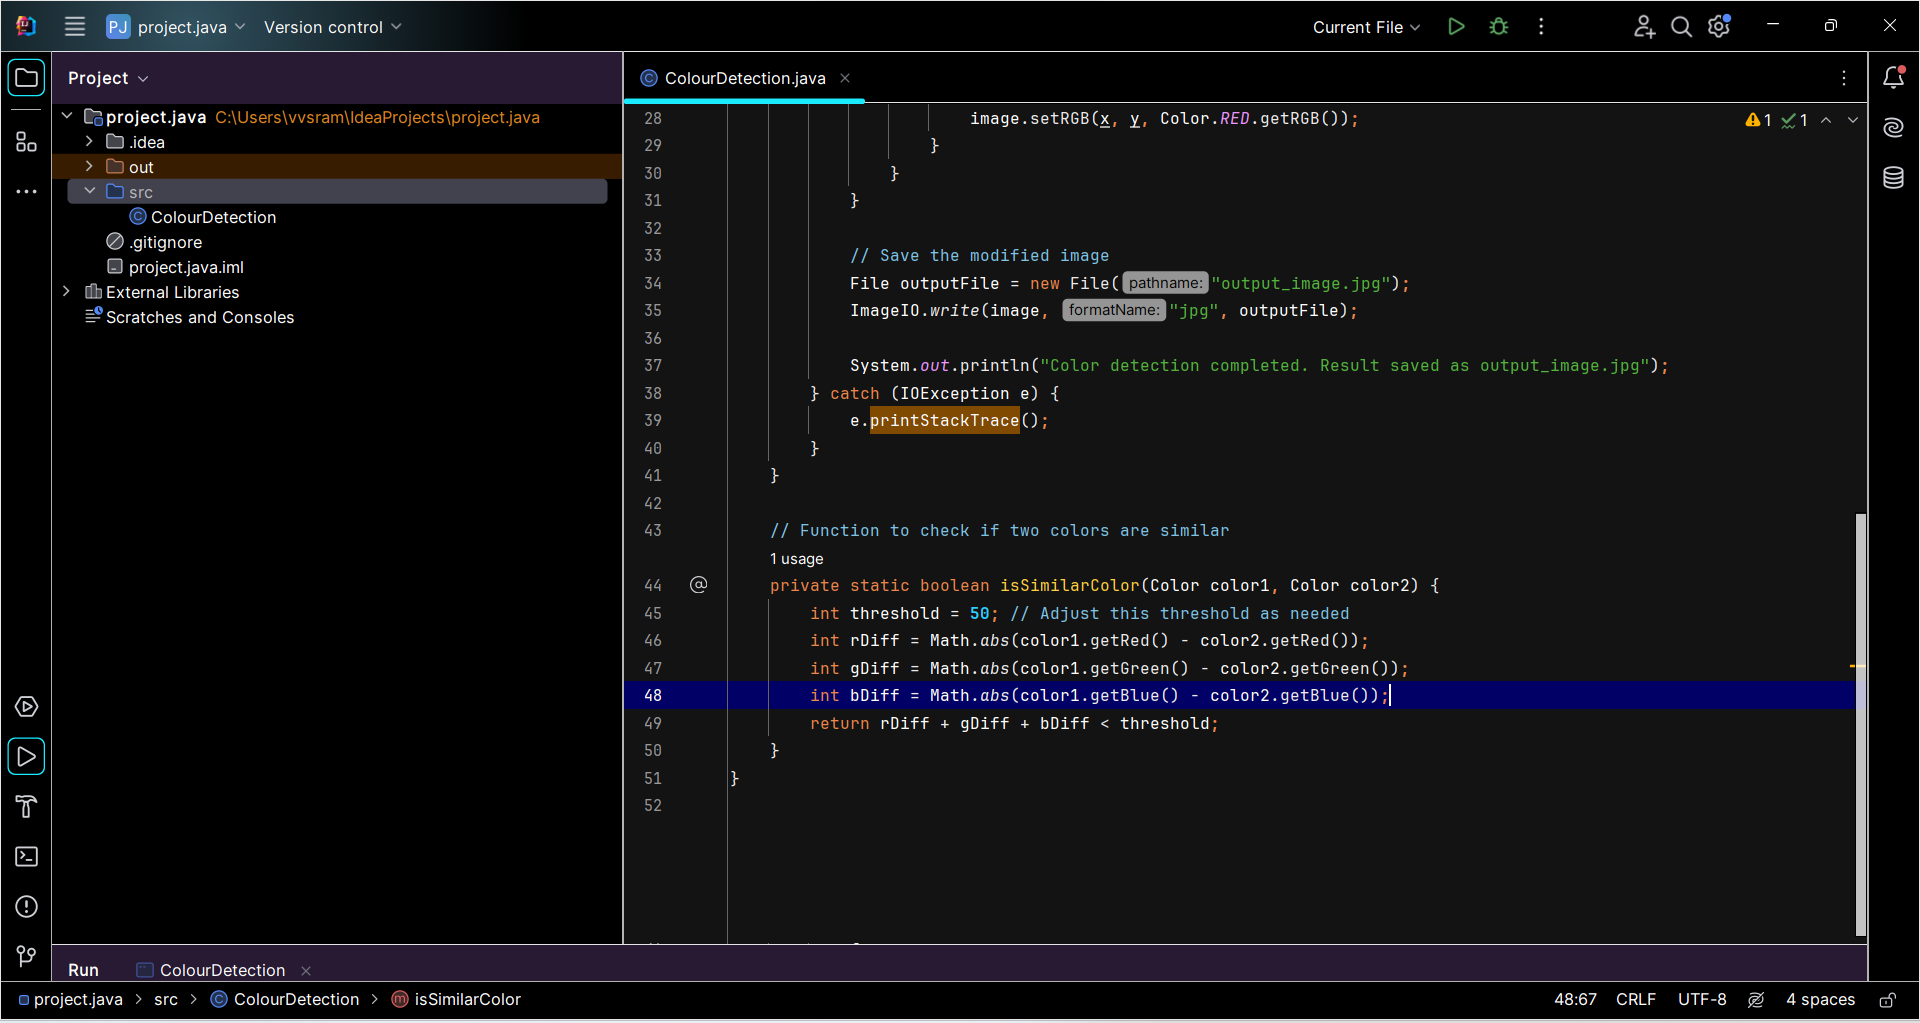 PJ project.java Version control Current File
Project
project.java C:\Users\vvsram\IdeaProjects\project.java
.idea
out
src
ColourDetection
.gitignore
project.java.iml
External Libraries
Scratches and Consoles
ColourDetection.java
1 1
28 image.setRGB(x, y, Color.RED.getRGB());
29 }
30 }
31 }
32
33 // Save the modified image
34 File outputFile = new File( pathname: "output_image.jpg");
35 ImageIO.write(image, formatName: "jpg", outputFile);
36
37 System.out.println("Color detection completed. Result saved as output_image.jpg");
38 } catch (IOException e) {
39 e.printStackTrace();
40 }
41 }
42
43 // Function to check if two colors are similar
1 usage
44 @ private static boolean isSimilarColor(Color color1, Color color2) {
45 int threshold = 50; // Adjust this threshold as needed
46 int rDiff = Math.abs(color1.getRed() - color2.getRed());
47 int gDiff = Math.abs(color1.getGreen() - color2.getGreen());
48 int bDiff = Math.abs(color1.getBlue() - color2.getBlue());
49 return rDiff + gDiff + bDiff < threshold;
50 }
51 }
52
Run ColourDetection
project.java > src > ColourDetection > isSimilarColor 48:67 CRLF UTF-8 4 spaces